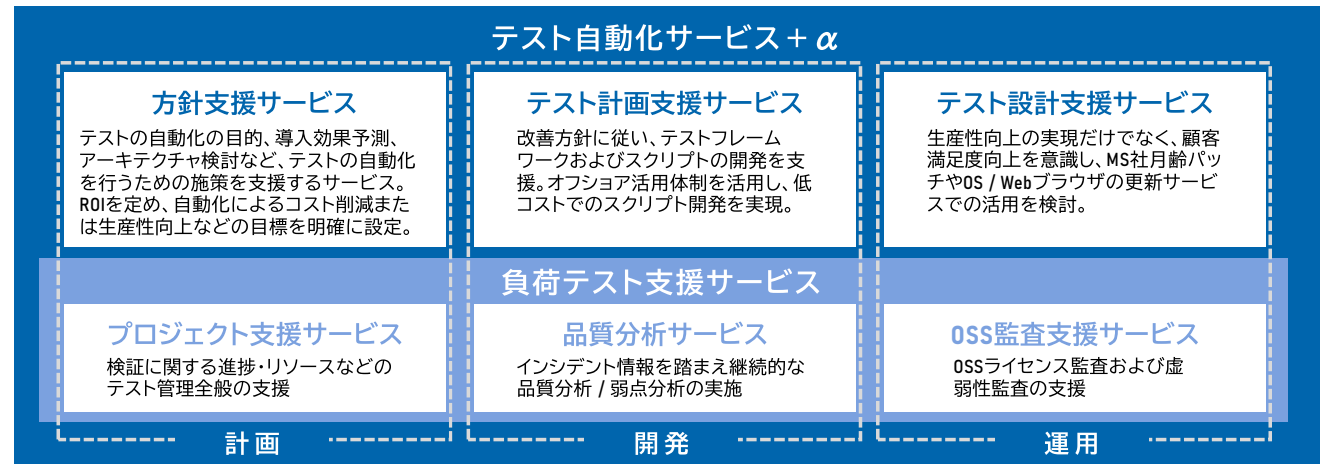 テスト自動化サービス＋α
方針支援サービス
テストの自動化の目的、導入効果予測、
アーキテクチャ検討など、テストの自動化
を行うための施策を支援するサービス。
ROIを定め、自動化によるコスト削減また
は生産性向上などの目標を明確に設定。
テスト計画支援サービス
改善方針に従い、テストフレーム
ワークおよびスクリプトの開発を支
援。オフショア活用体制を活用し、低
コストでのスクリプト開発を実現。
テスト設計支援サービス
生産性向上の実現だけでなく、顧客
満足度向上を意識し、MS社月齢パッ
チやOS / Webブラウザの更新サービ
スでの活用を検討。
負荷テスト支援サービス
プロジェクト支援サービス
検証に関する進捗・リソースなどの
テスト管理全般の支援
品質分析サービス
インシデント情報を踏まえ継続的な
品質分析 / 弱点分析の実施
OSS監査支援サービス
OSSライセンス監査および虚
弱性監査の支援
計画
開発
運用